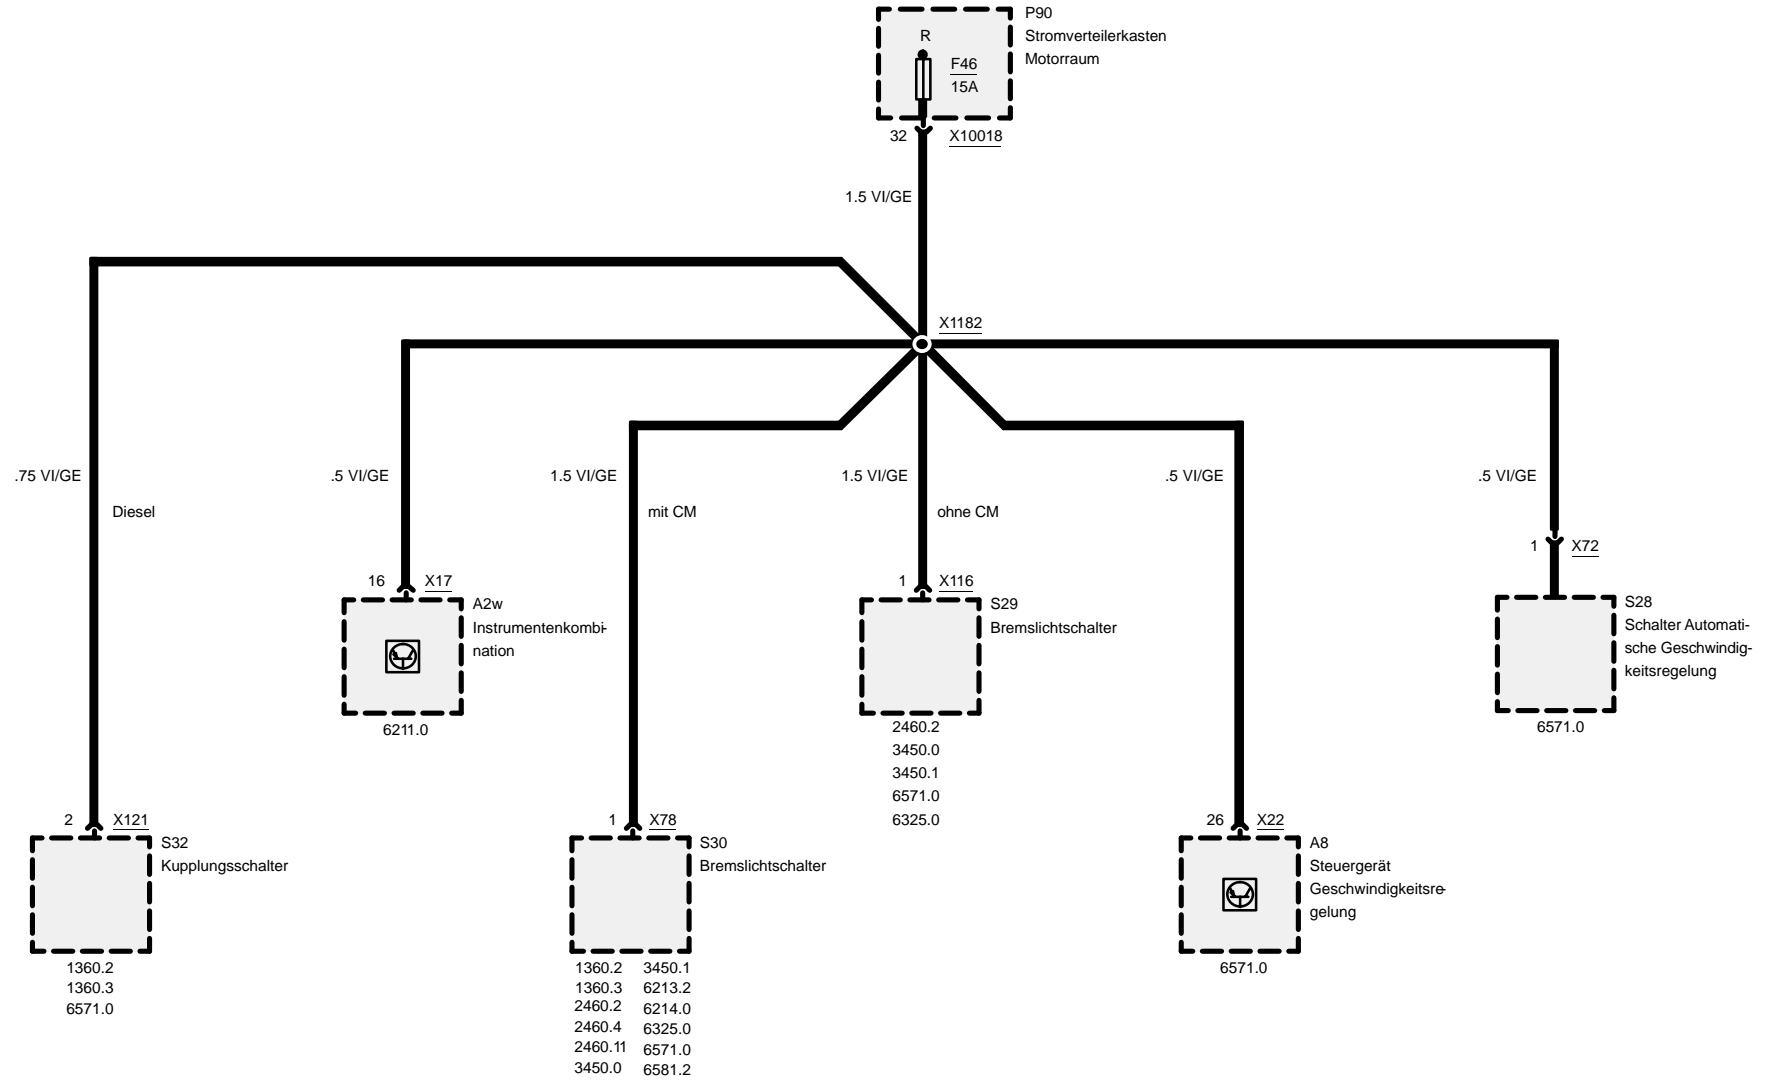 P90
Stromverteilerkasten
Motorraum
R
F46
15A
32 X10018
1.5 VI/GE
X1182
.75 VI/GE
.5 VI/GE
1.5 VI/GE
1.5 VI/GE
.5 VI/GE
.5 VI/GE
Diesel
mit CM
ohne CM
1 X72
16 X17
1 X116
A2w
Instrumentenkombi-
nation
6211.0
S29
Bremslichtschalter
2460.2
3450.0
3450.1
6571.0
6325.0
S28
Schalter Automati-
sche Geschwindig-
keitsregelung
6571.0
2 X121
S32
Kupplungsschalter
1360.2
1360.3
6571.0
1 X78
S30
Bremslichtschalter
1360.2 3450.1
1360.3 6213.2
2460.2 6214.0
2460.4 6325.0
2460.11 6571.0
3450.0 6581.2
26 X22
A8
Steuergerät
Geschwindigkeitsre-
gelung
6571.0